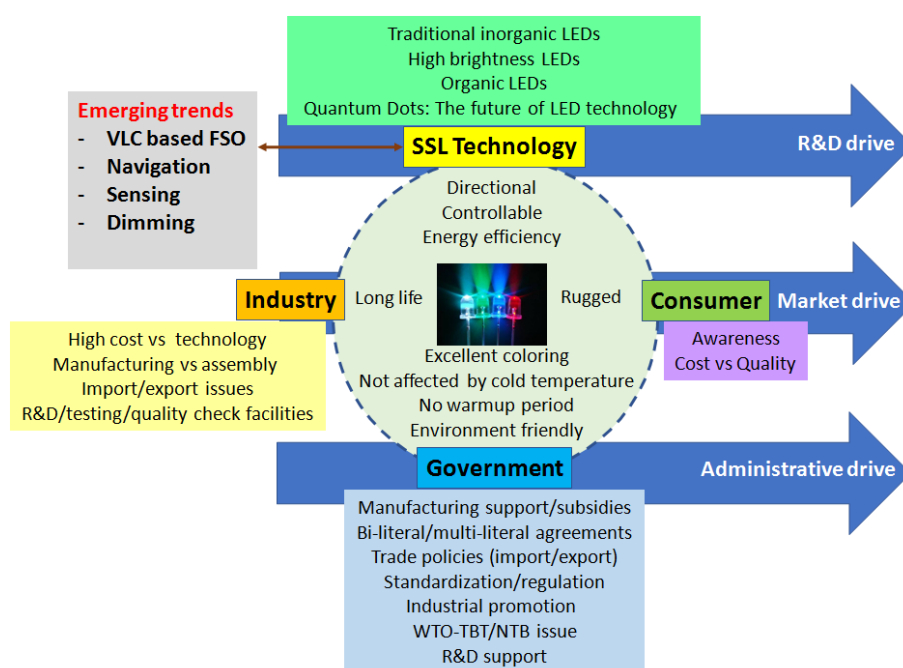 Traditional inorganic LEDs
High brightness LEDs
Organic LEDs
Quantum Dots: The future of LED technology
Emerging trends
- VLC based FSO
- Navigation
- Sensing
- Dimming
SSL Technology
R&D drive
Directional
Controllable
Energy efficiency
Industry
Long life
Rugged
Consumer
Market drive
High cost vs technology
Manufacturing vs assembly
Import/export issues
R&D/testing/quality check facilities
Awareness
Cost vs Quality
Excellent coloring
Not affected by cold temperature
No warmup period
Environment friendly
Government
Administrative drive
Manufacturing support/subsidies
Bi-literal/multi-literal agreements
Trade policies (import/export)
Standardization/regulation
Industrial promotion
WTO-TBT/NTB issue
R&D support